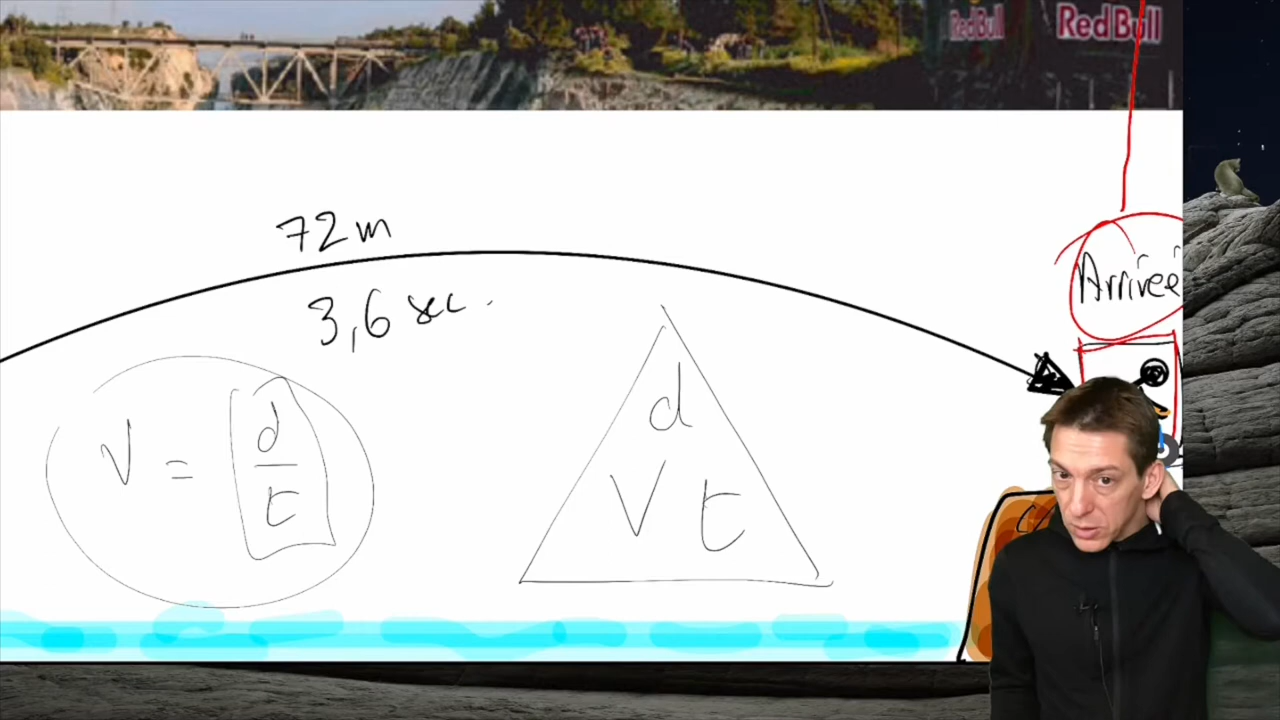 RedBull RedBull
72 m
3,6 sec.
Arrivée
V = d/t
d
V t